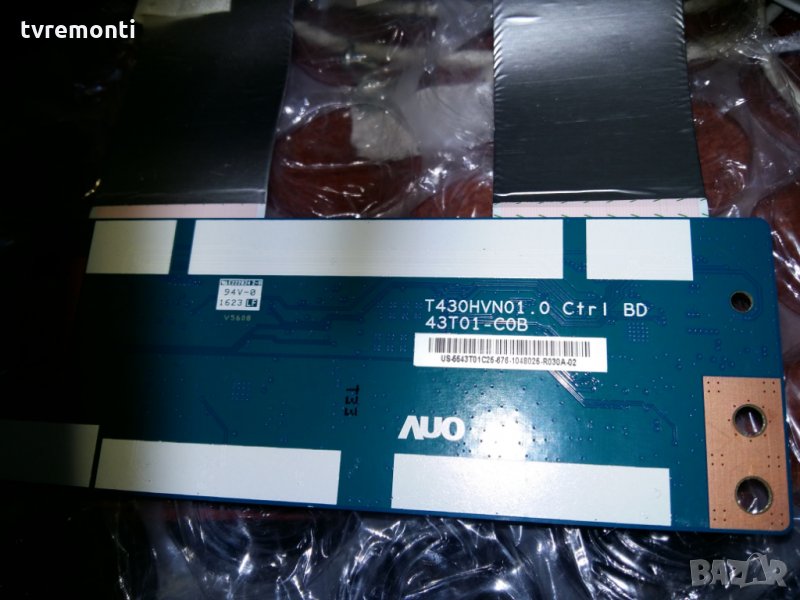 tvremonti
94V-0
1623 LF
V5608
T430HVN01.0 Ctrl BD
43T01-C0B
US-5543T01C25-676-1048025-R030A-02
T33
AUO
BAZAR